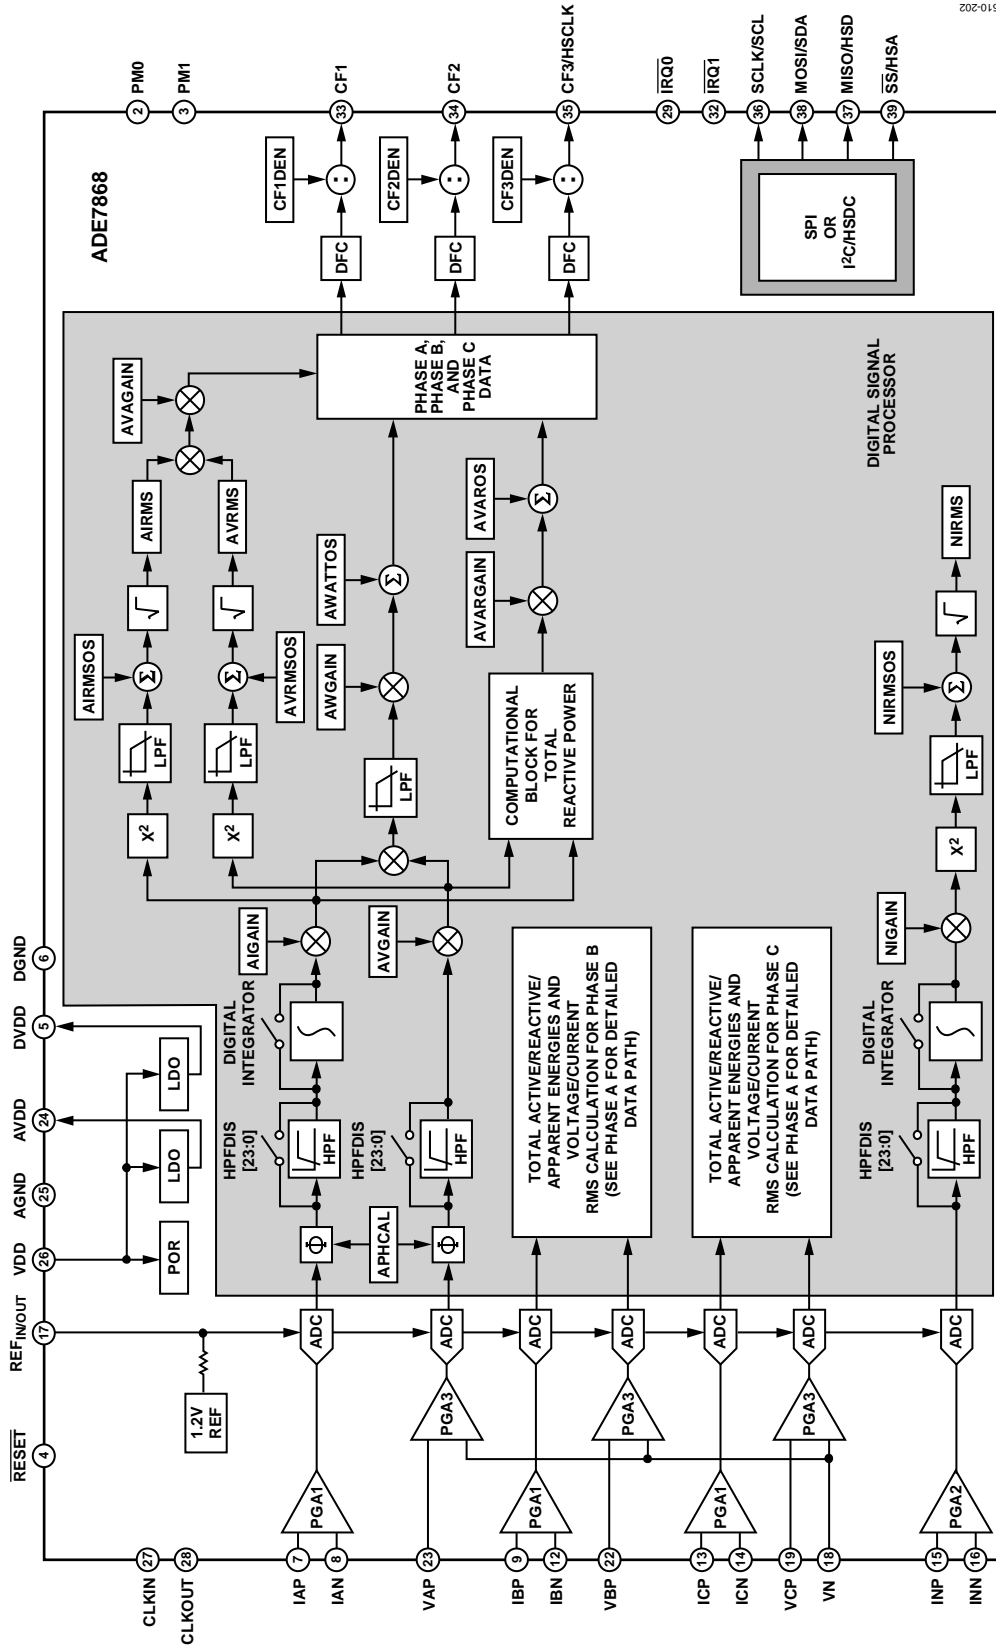 RESET
4
REFIN/OUT
17
VDD
26
AGND
25
AVDD
24
DVDD
5
DGND
6
CLKIN
27
CLKOUT
28
1.2V
REF
POR
LDO
LDO
ADE7868
PM0
2
PM1
3
IAP
7
IAN
8
PGA1
ADC
VAP
23
PGA3
ADC
IBP
9
IBN
12
PGA1
ADC
VBP
22
PGA3
ADC
ICP
13
ICN
14
PGA1
ADC
VCP
19
VN
18
PGA3
ADC
INP
15
INN
16
PGA2
ADC
Φ
APHCAL
Φ
HPFDIS
[23:0]
HPF
HPFDIS
[23:0]
HPF
DIGITAL
INTEGRATOR
AIGAIN
AVGAIN
X2
LPF
AIRMSOS
Σ
√
AIRMS
X2
LPF
AVRMSOS
Σ
√
AVRMS
AVAGAIN
LPF
AWGAIN
AWATTOS
Σ
COMPUTATIONAL
BLOCK FOR
TOTAL
REACTIVE POWER
AVARGAIN
AVAROS
Σ
PHASE A,
PHASE B,
AND
PHASE C
DATA
TOTAL ACTIVE/REACTIVE/
APPARENT ENERGIES AND
VOLTAGE/CURRENT
RMS CALCULATION FOR PHASE B
(SEE PHASE A FOR DETAILED
DATA PATH)
TOTAL ACTIVE/REACTIVE/
APPARENT ENERGIES AND
VOLTAGE/CURRENT
RMS CALCULATION FOR PHASE C
(SEE PHASE A FOR DETAILED
DATA PATH)
HPFDIS
[23:0]
HPF
DIGITAL
INTEGRATOR
NIGAIN
X2
LPF
NIRMSOS
Σ
√
NIRMS
DIGITAL SIGNAL
PROCESSOR
DFC
CF1DEN
:
33
CF1
DFC
CF2DEN
:
34
CF2
DFC
CF3DEN
:
35
CF3/HSCLK
29
IRQ0
32
IRQ1
SPI
OR
I2C/HSDC
36
SCLK/SCL
38
MOSI/SDA
37
MISO/HSD
39
SS/HSA